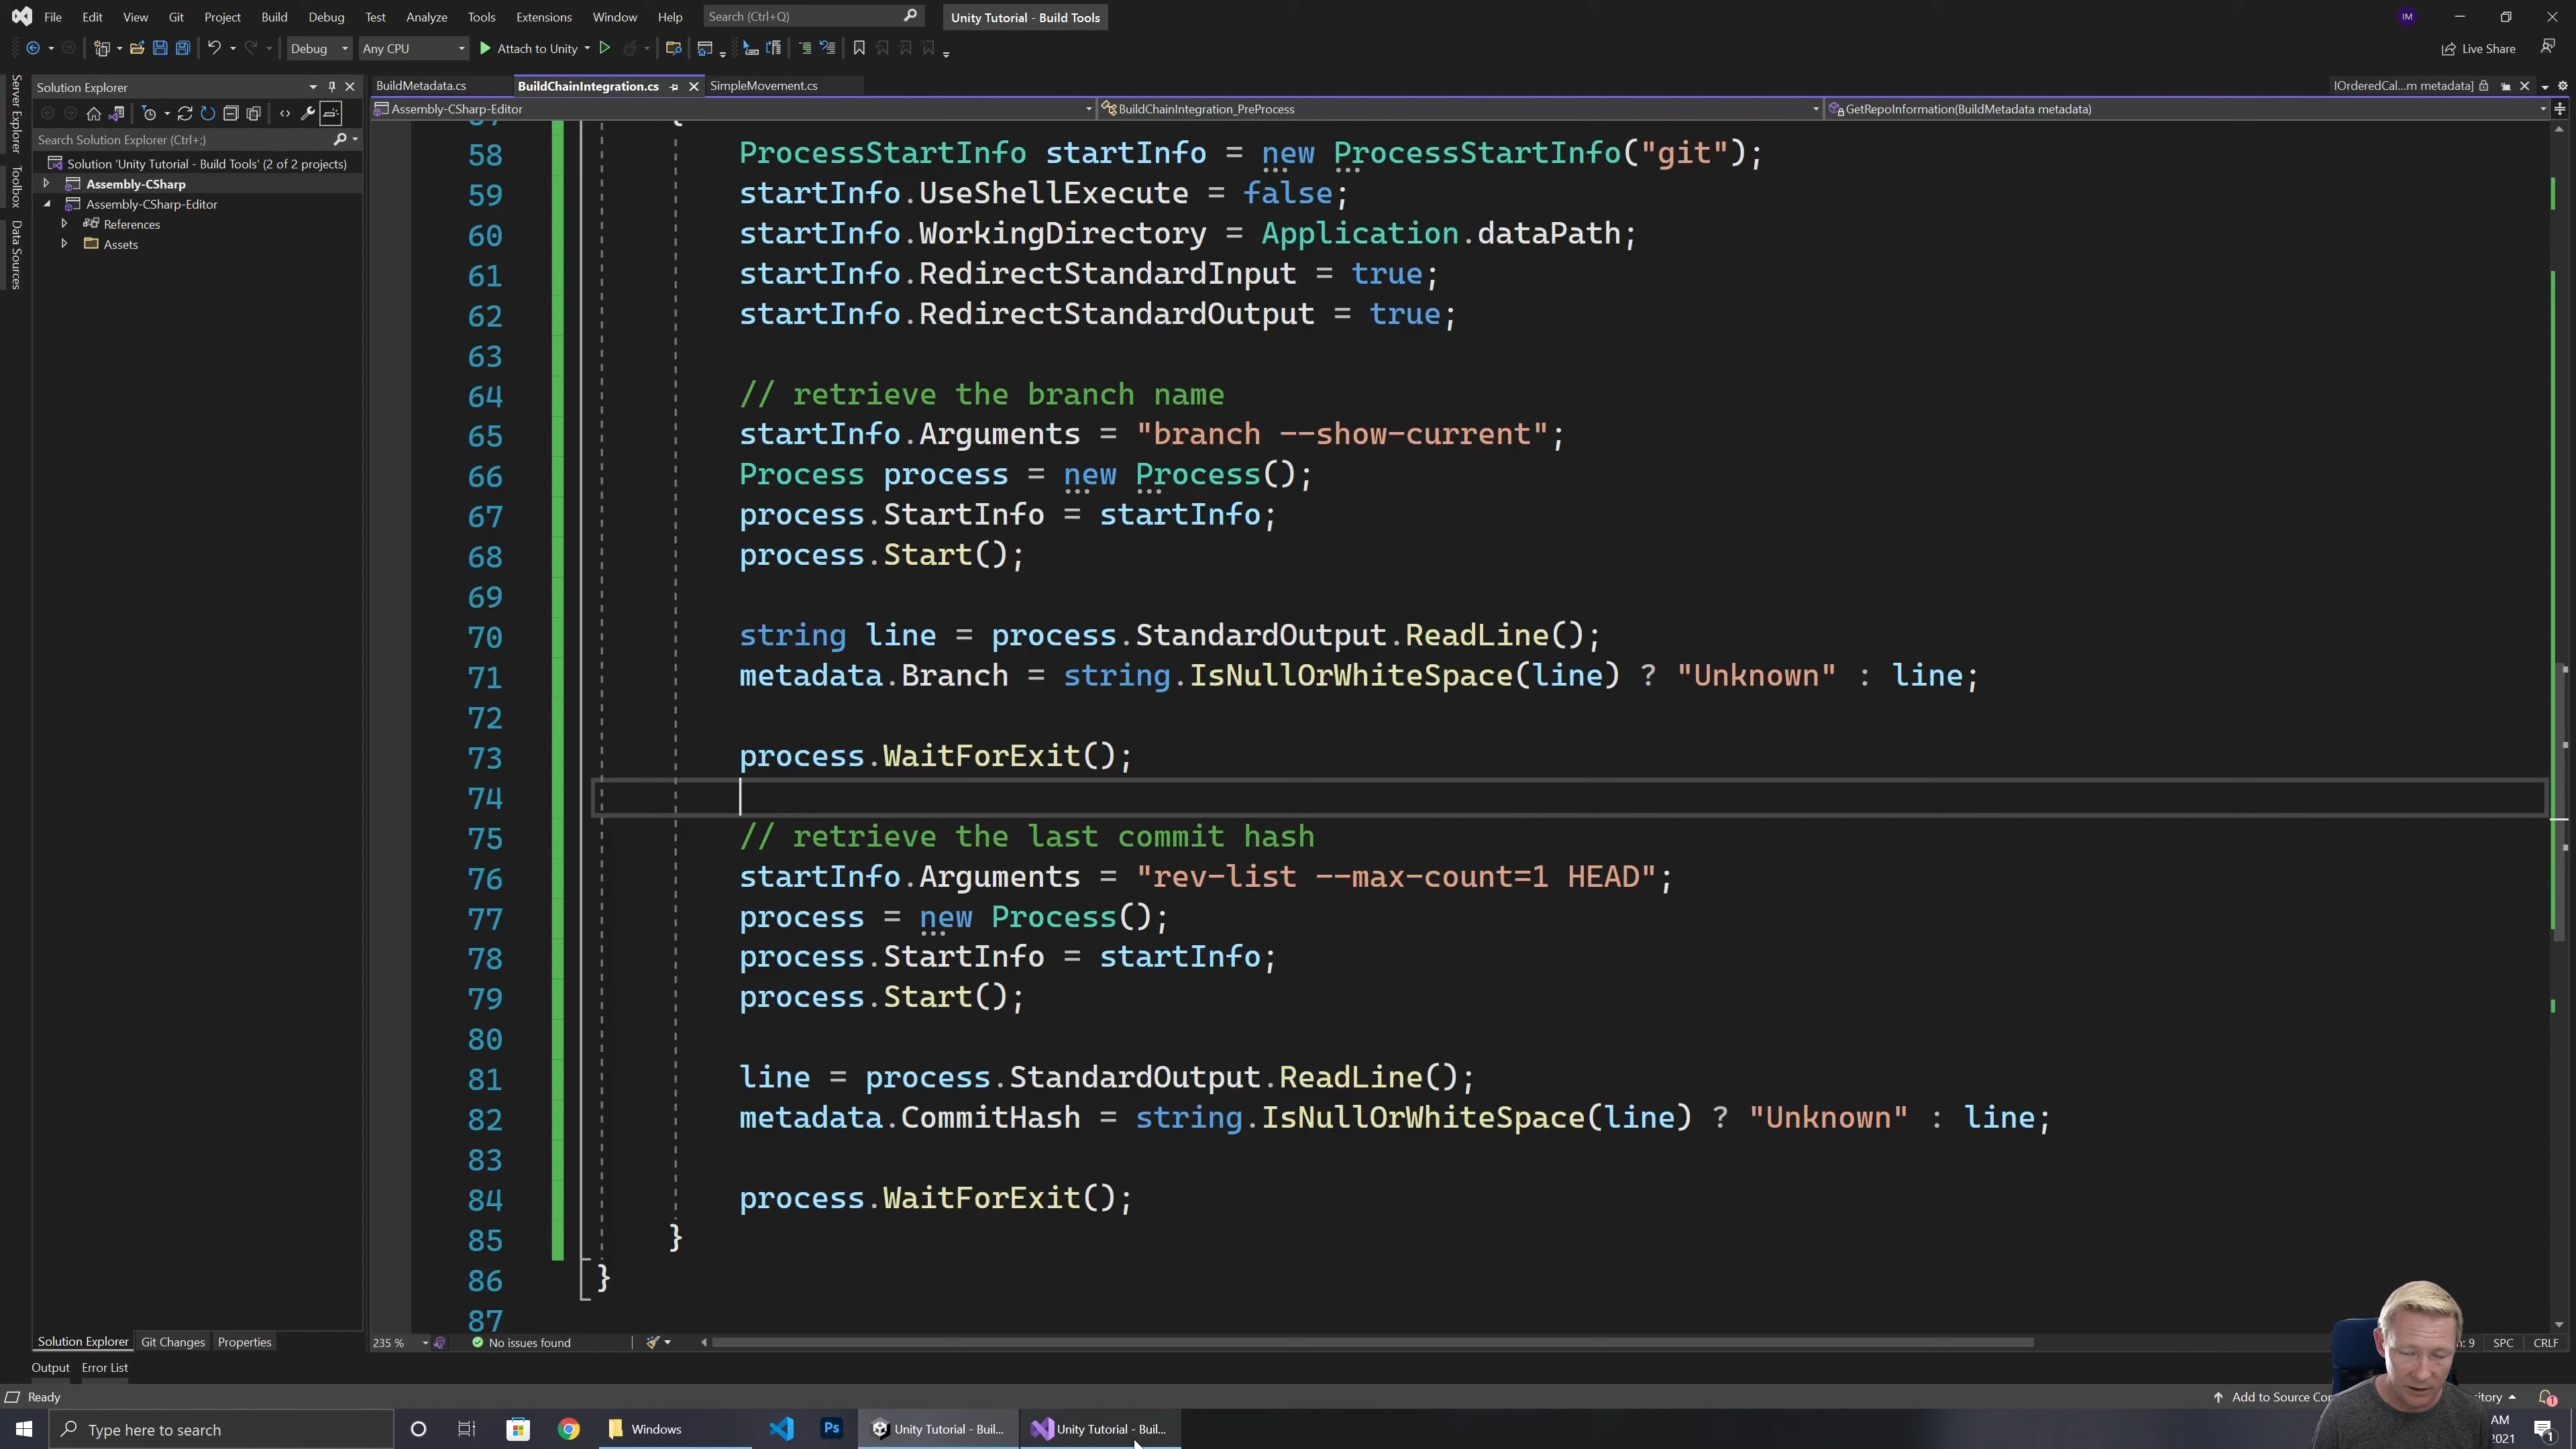 File Edit View Git Project Build Debug Test Analyze Tools Extensions Window Help Search (Ctrl+Q) Unity Tutorial - Build Tools IM
Debug Any CPU Attach to Unity Live Share
Server Explorer
Toolbox
Data Sources
Solution Explorer
Search Solution Explorer (Ctrl+;)
Solution 'Unity Tutorial - Build Tools' (2 of 2 projects)
Assembly-CSharp
Assembly-CSharp-Editor
References
Assets
BuildMetadata.cs BuildChainIntegration.cs SimpleMovement.cs IOrderedCal...m metadata]
Assembly-CSharp-Editor BuildChainIntegration_PreProcess GetRepoInformation(BuildMetadata metadata)
{
58 ProcessStartInfo startInfo = new ProcessStartInfo("git");
59 startInfo.UseShellExecute = false;
60 startInfo.WorkingDirectory = Application.dataPath;
61 startInfo.RedirectStandardInput = true;
62 startInfo.RedirectStandardOutput = true;
63
64 // retrieve the branch name
65 startInfo.Arguments = "branch --show-current";
66 Process process = new Process();
67 process.StartInfo = startInfo;
68 process.Start();
69
70 string line = process.StandardOutput.ReadLine();
71 metadata.Branch = string.IsNullOrWhiteSpace(line) ? "Unknown" : line;
72
73 process.WaitForExit();
74
75 // retrieve the last commit hash
76 startInfo.Arguments = "rev-list --max-count=1 HEAD";
77 process = new Process();
78 process.StartInfo = startInfo;
79 process.Start();
80
81 line = process.StandardOutput.ReadLine();
82 metadata.CommitHash = string.IsNullOrWhiteSpace(line) ? "Unknown" : line;
83
84 process.WaitForExit();
85 }
86 }
87
Solution Explorer Git Changes Properties
235 % No issues found : 9 SPC CRLF
Output Error List
Ready Add to Source Con
Type here to search Windows Ps Unity Tutorial - Buil... Unity Tutorial - Buil... AM
2021